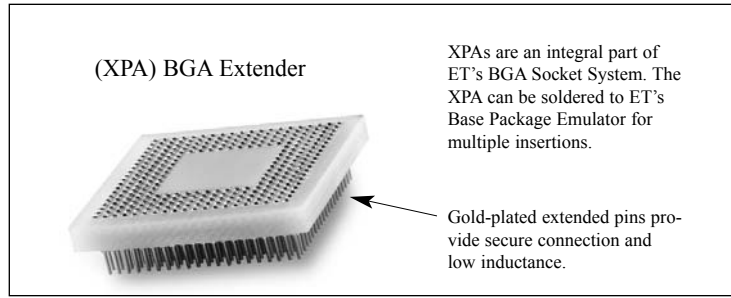 (XPA) BGA Extender
XPAs are an integral part of
ET’s BGA Socket System. The
XPA can be soldered to ET’s
Base Package Emulator for
multiple insertions.
Gold-plated extended pins pro-
vide secure connection and
low inductance.